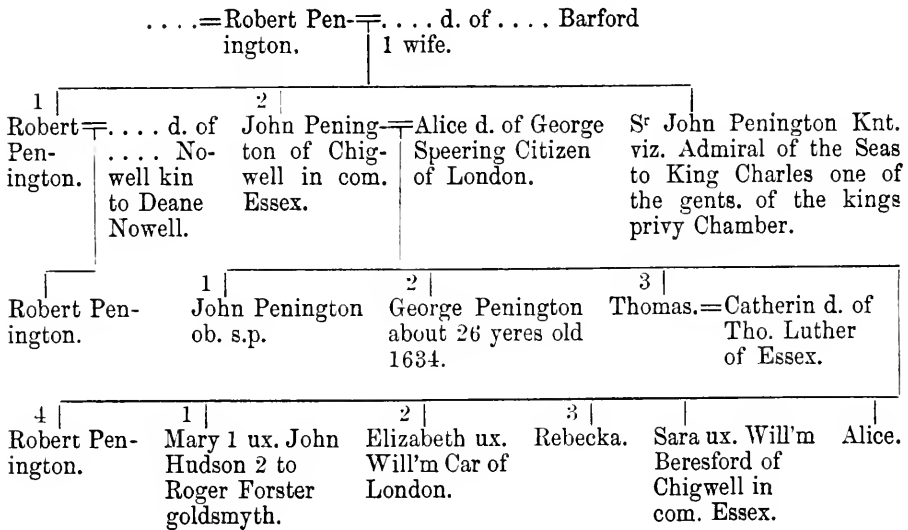 . . . .=Robert Pen-=. . . . d. of . . . . Barford
ington. 1 wife.
1 2
Robert=. . . . d. of
Pen- . . . . No-
ington. well kin
to Deane
Nowell.
John Pening-=Alice d. of George
ton of Chig- Speering Citizen
well in com. of London.
Essex.
Sr John Penington Knt.
viz. Admiral of the Seas
to King Charles one of
the gents. of the kings
privy Chamber.
Robert Pen-
ington.
1
John Penington
ob. s.p.
2
George Penington
about 26 yeres old
1634.
3
Thomas.=Catherin d. of
Tho. Luther
of Essex.
4
Robert Pen-
ington.
1
Mary 1 ux. John
Hudson 2 to
Roger Forster
goldsmyth.
2
Elizabeth ux.
Will'm Car of
London.
3
Rebecka.
Sara ux. Will'm
Beresford of
Chigwell in
com. Essex.
Alice.